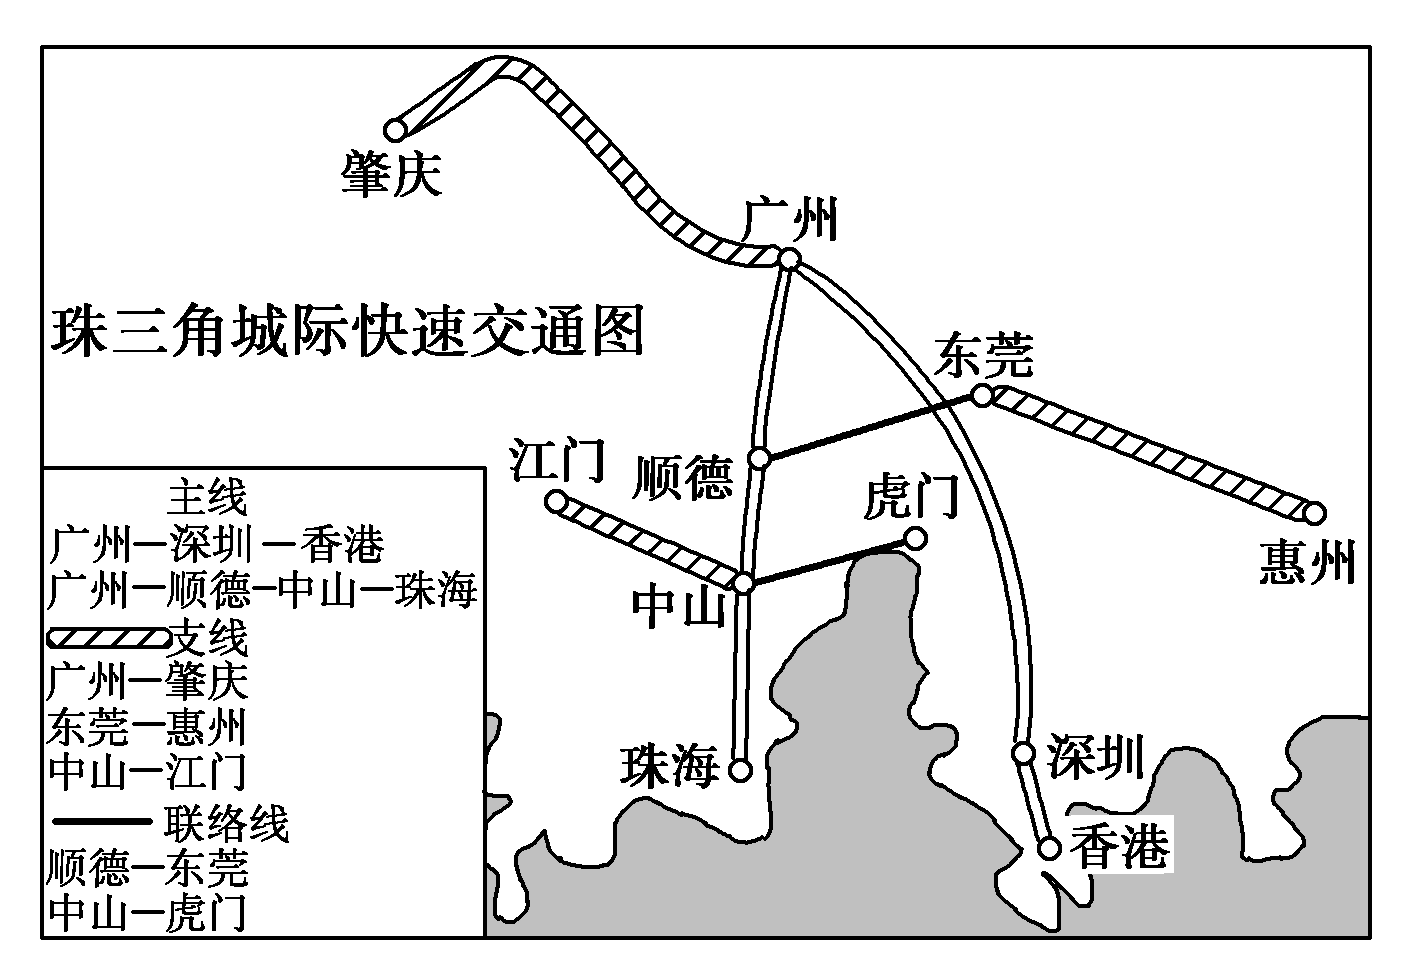 肇庆
广州
珠三角城际快速交通图
东莞
江门
顺德
虎门
惠州
中山
珠海
深圳
香港
主线
广州—深圳—香港
广州—顺德—中山—珠海
支线
广州—肇庆
东莞—惠州
中山—江门
联络线
顺德—东莞
中山—虎门